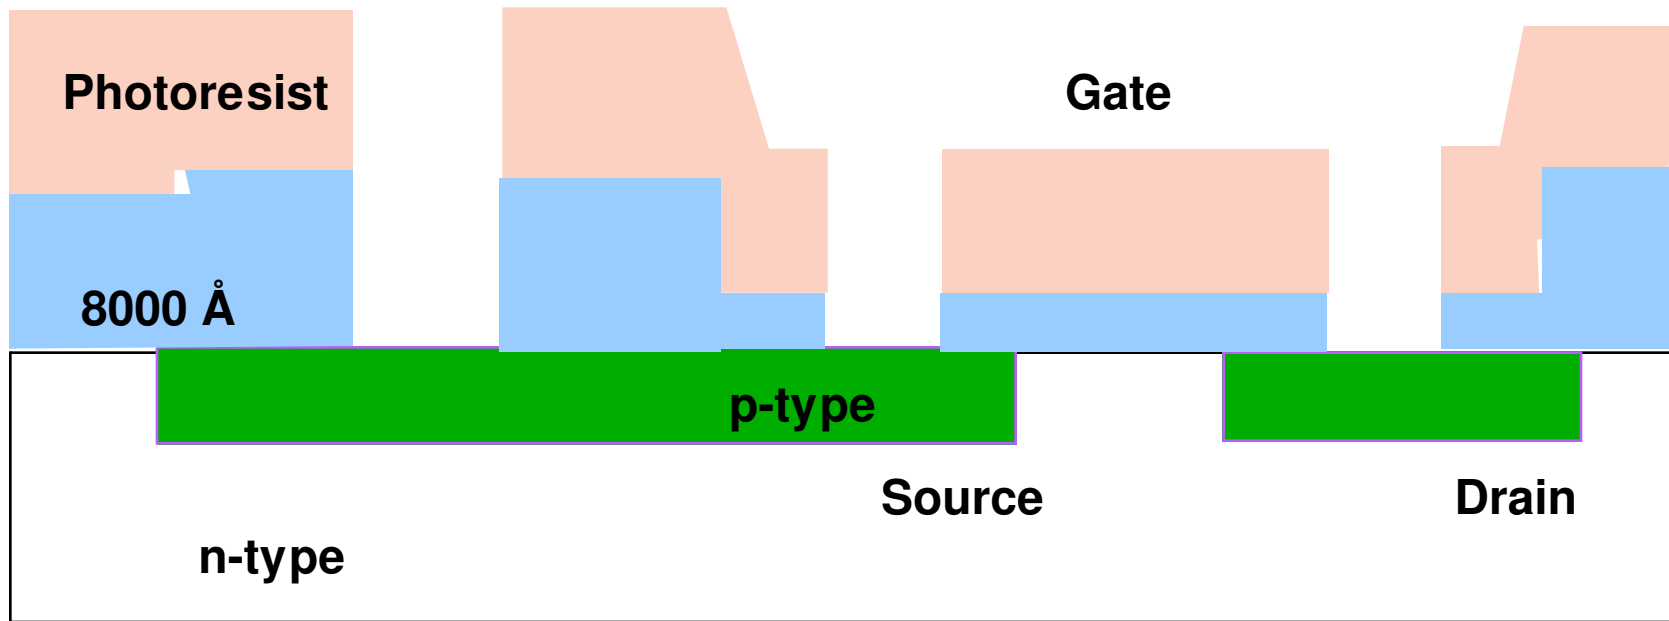 Photoresist
Gate
8000 Å
p-type
Source
Drain
n-type